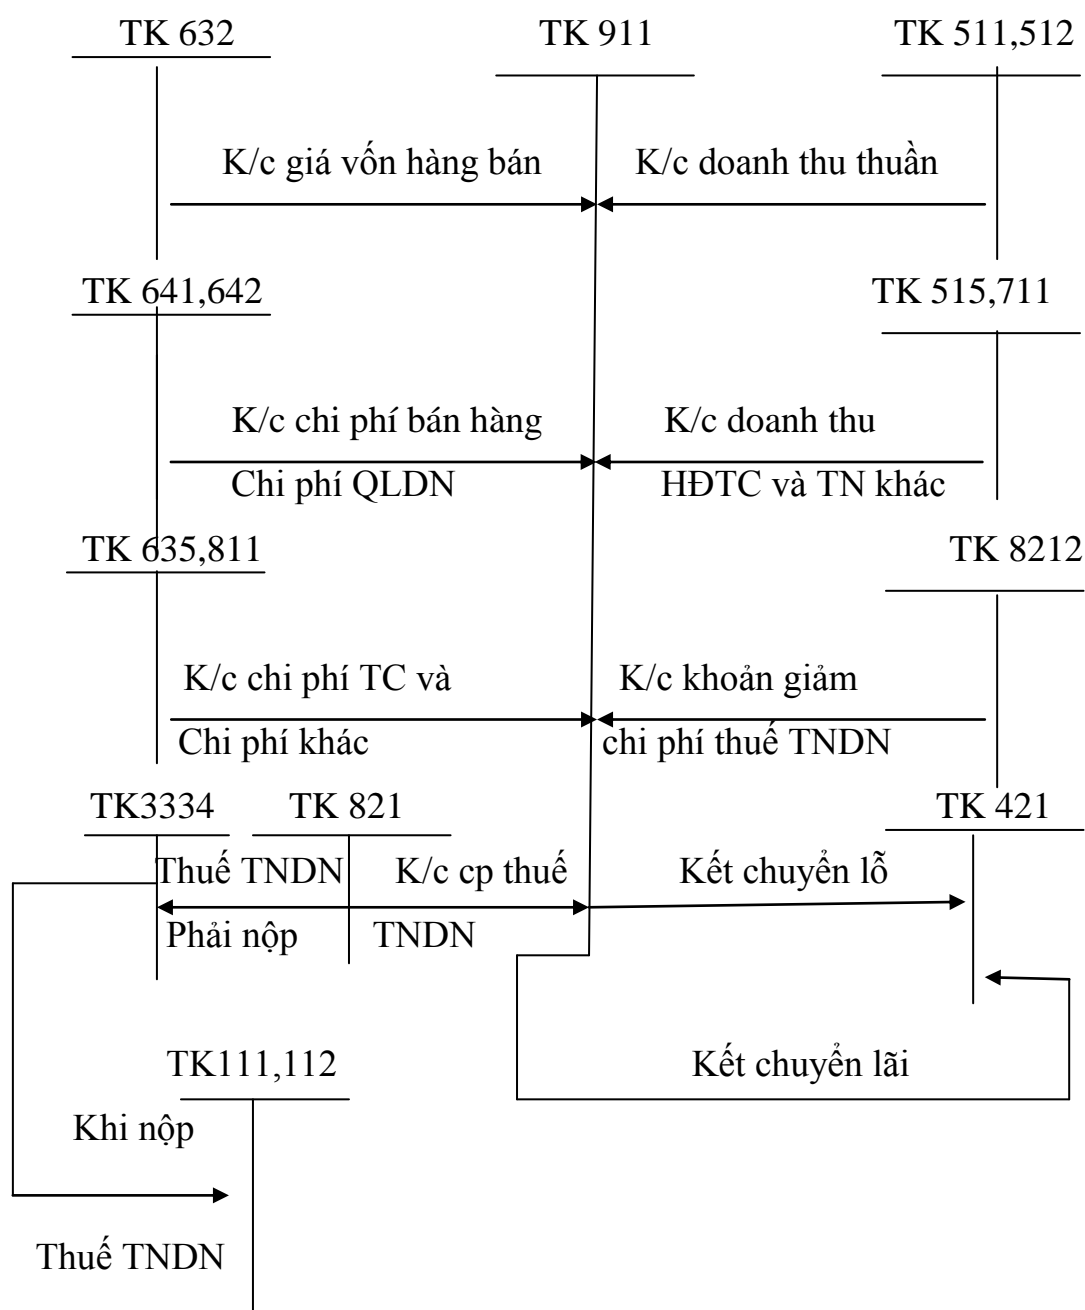 TK 632
TK 911
TK 511,512
K/c giá vốn hàng bán
K/c doanh thu thuần
TK 641,642
TK 515,711
K/c chi phí bán hàng
K/c doanh thu
Chi phí QLDN
HĐTC và TN khác
TK 635,811
TK 8212
K/c chi phí TC và
K/c khoản giảm
Chi phí khác
chi phí thuế TNDN
TK3334
TK 821
TK 421
Thuế TNDN
K/c cp thuế
Kết chuyển lỗ
Phải nộp
TNDN
TK111,112
Kết chuyển lãi
Khi nộp
Thuế TNDN